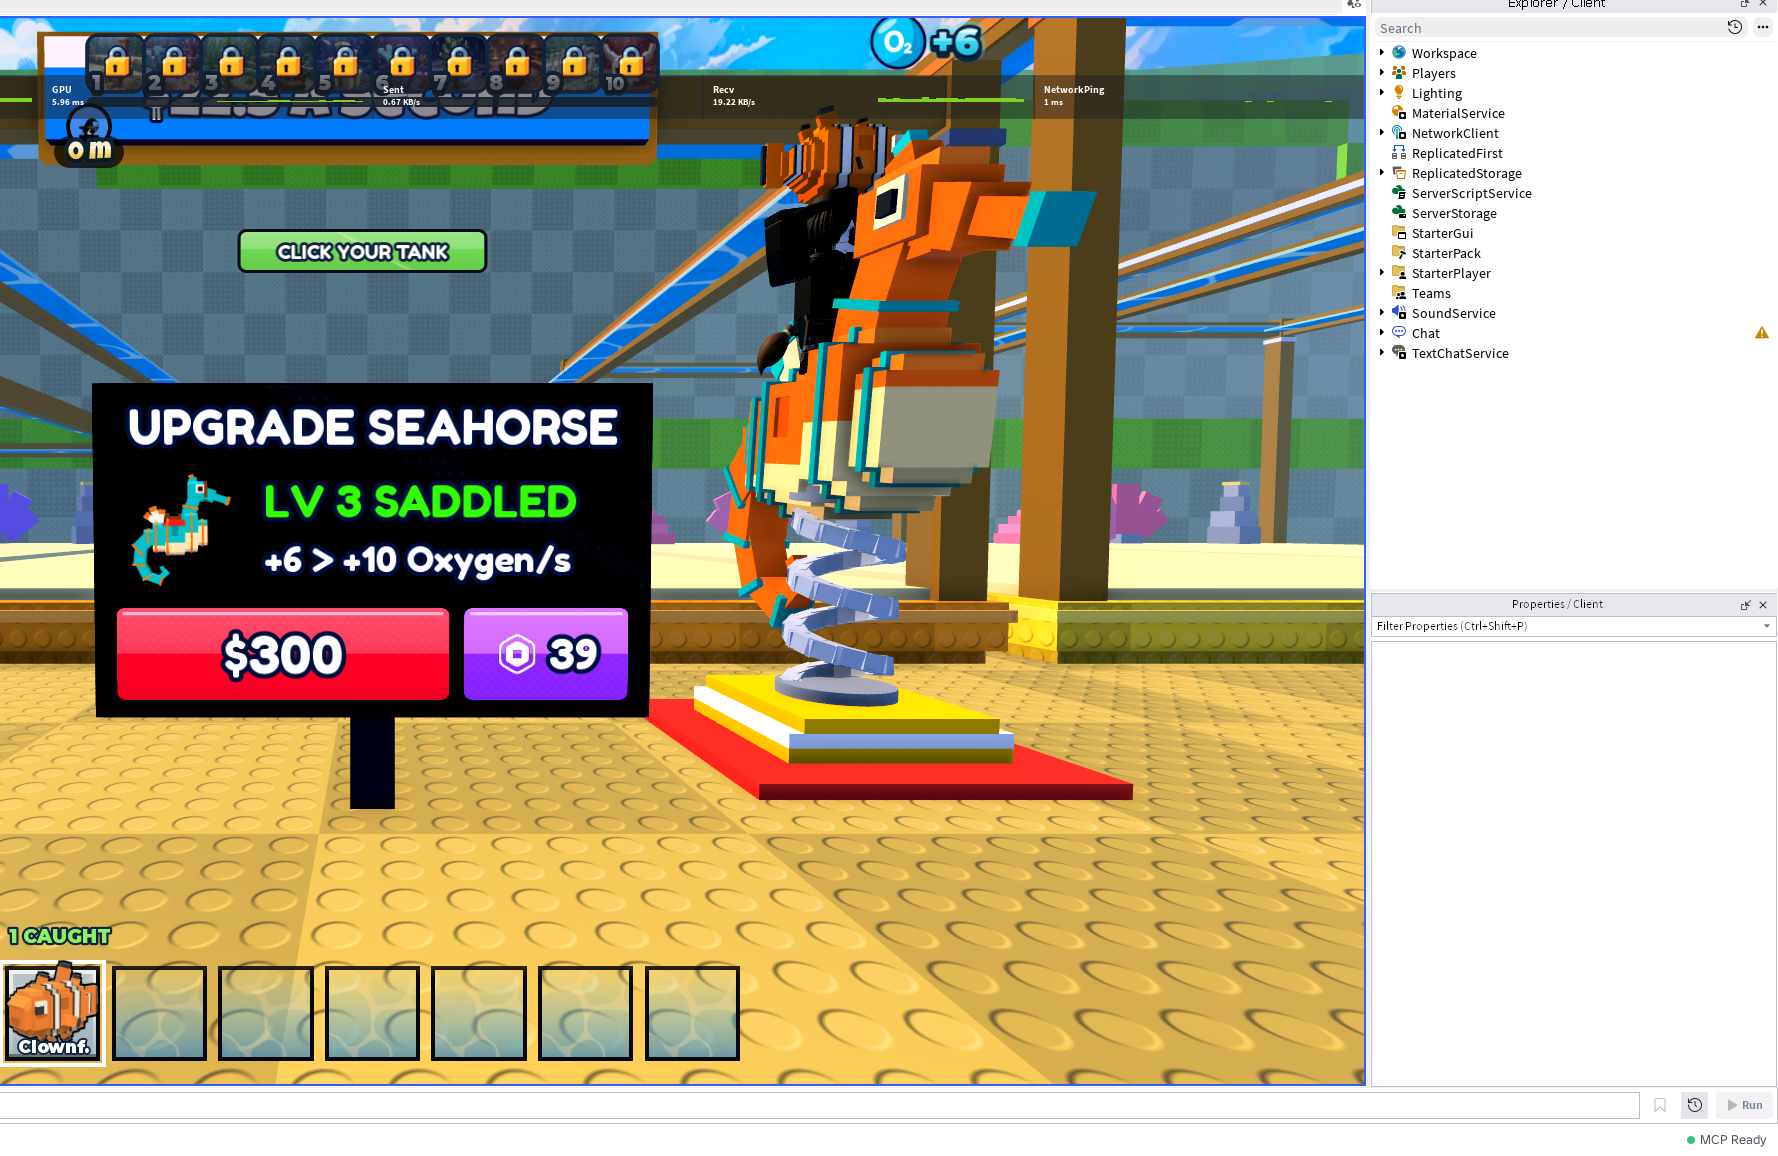 Explorer / Client
Search
Workspace
Players
Lighting
MaterialService
NetworkClient
ReplicatedFirst
ReplicatedStorage
ServerScriptService
ServerStorage
StarterGui
StarterPack
StarterPlayer
Teams
SoundService
Chat
TextChatService
Properties / Client
Filter Properties (Ctrl+Shift+P)
O2 +6
1 2 3 4 5 6 7 8 9 10
GPU
5.96 ms
Sent
0.67 KB/s
Recv
19.22 KB/s
NetworkPing
1 ms
0 m
CLICK YOUR TANK
UPGRADE SEAHORSE
LV 3 SADDLED
+6 > +10 Oxygen/s
$300
39
1 CAUGHT
Clownf.
Run
MCP Ready